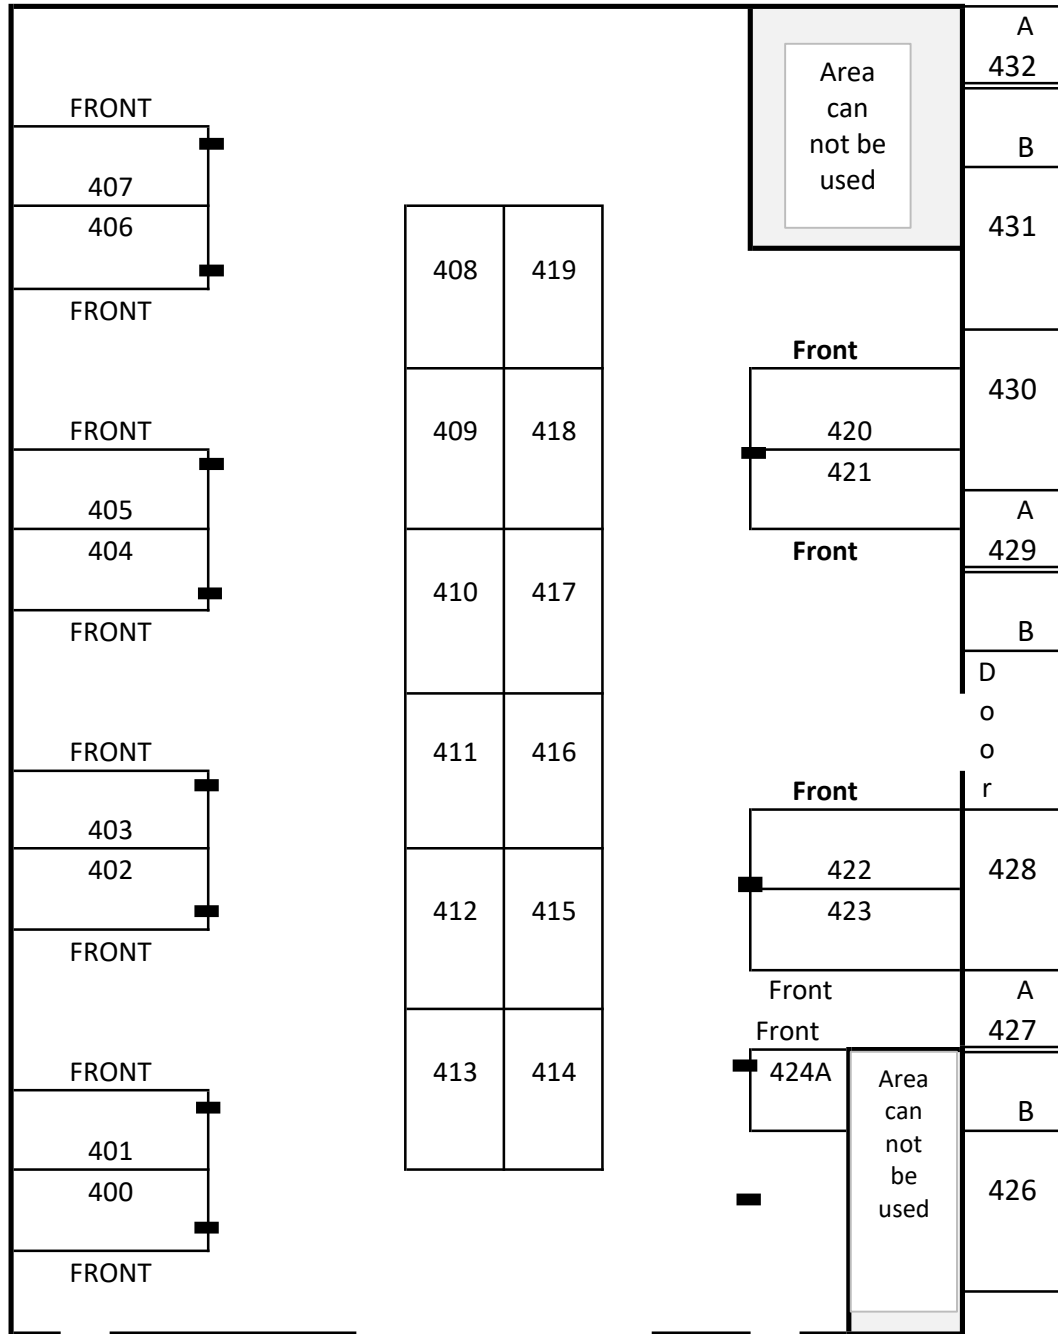 A
432
B
431
430
A
429
B
Door
428
A
427
B
426
Area
can
not be
used
FRONT
407
406
FRONT
FRONT
405
404
FRONT
FRONT
403
402
FRONT
FRONT
401
400
FRONT
408 419
409 418
410 417
411 416
412 415
413 414
Front
420
421
Front
Front
422
423
Front
Front
424A
Area
can
not
be
used